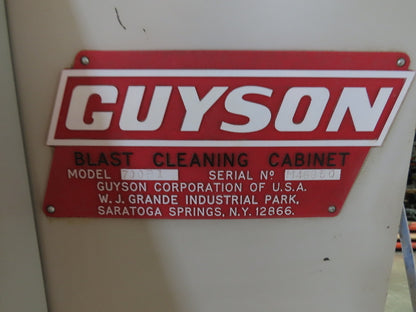 GUYSON
BLAST CLEANING CABINET
MODEL SERIAL Nº
GUYSON CORPORATION OF U.S.A.
W. J. GRANDE INDUSTRIAL PARK,
SARATOGA SPRINGS, N.Y. 12866.